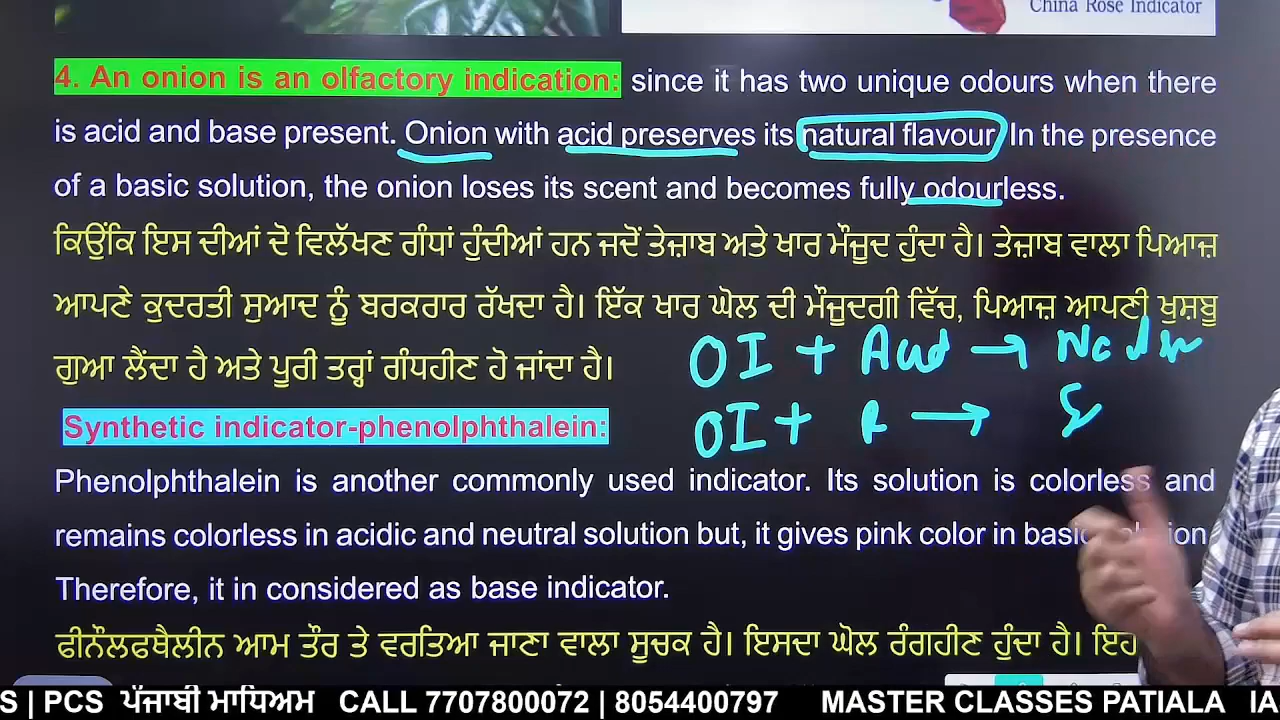 China Rose Indicator
4. An onion is an olfactory indication: since it has two unique odours when there
is acid and base present. Onion with acid preserves its natural flavour. In the presence
of a basic solution, the onion loses its scent and becomes fully odourless.
ਕਿਉਂਕਿ ਇਸ ਦੀਆਂ ਦੋ ਵਿਲੱਖਣ ਗੰਧਾਂ ਹੁੰਦੀਆਂ ਹਨ ਜਦੋਂ ਤੇਜ਼ਾਬ ਅਤੇ ਖਾਰ ਮੌਜੂਦ ਹੁੰਦਾ ਹੈ। ਤੇਜ਼ਾਬ ਵਾਲਾ ਪਿਆਜ਼
ਆਪਣੇ ਕੁਦਰਤੀ ਸੁਆਦ ਨੂੰ ਬਰਕਰਾਰ ਰੱਖਦਾ ਹੈ। ਇੱਕ ਖਾਰ ਘੋਲ ਦੀ ਮੌਜੂਦਗੀ ਵਿੱਚ, ਪਿਆਜ਼ ਆਪਣੀ ਖੁਸ਼ਬੂ
ਗੁਆ ਲੈਂਦਾ ਹੈ ਅਤੇ ਪੂਰੀ ਤਰ੍ਹਾਂ ਗੰਧਹੀਣ ਹੋ ਜਾਂਦਾ ਹੈ।
OI + Acid →
OI + →
Synthetic indicator-phenolphthalein:
Phenolphthalein is another commonly used indicator. Its solution is colorless and
remains colorless in acidic and neutral solution but, it gives pink color in basic
Therefore, it in considered as base indicator.
ਫੀਨੌਲਫਥੈਲੀਨ ਆਮ ਤੌਰ ਤੇ ਵਰਤਿਆ ਜਾਣਾ ਵਾਲਾ ਸੂਚਕ ਹੈ। ਇਸਦਾ ਘੋਲ ਰੰਗਹੀਣ ਹੁੰਦਾ ਹੈ। ਇਹ
S | PCS ਪੰਜਾਬੀ ਮਾਧਿਅਮ CALL 7707800072 | 8054400797 MASTER CLASSES PATIALA IA